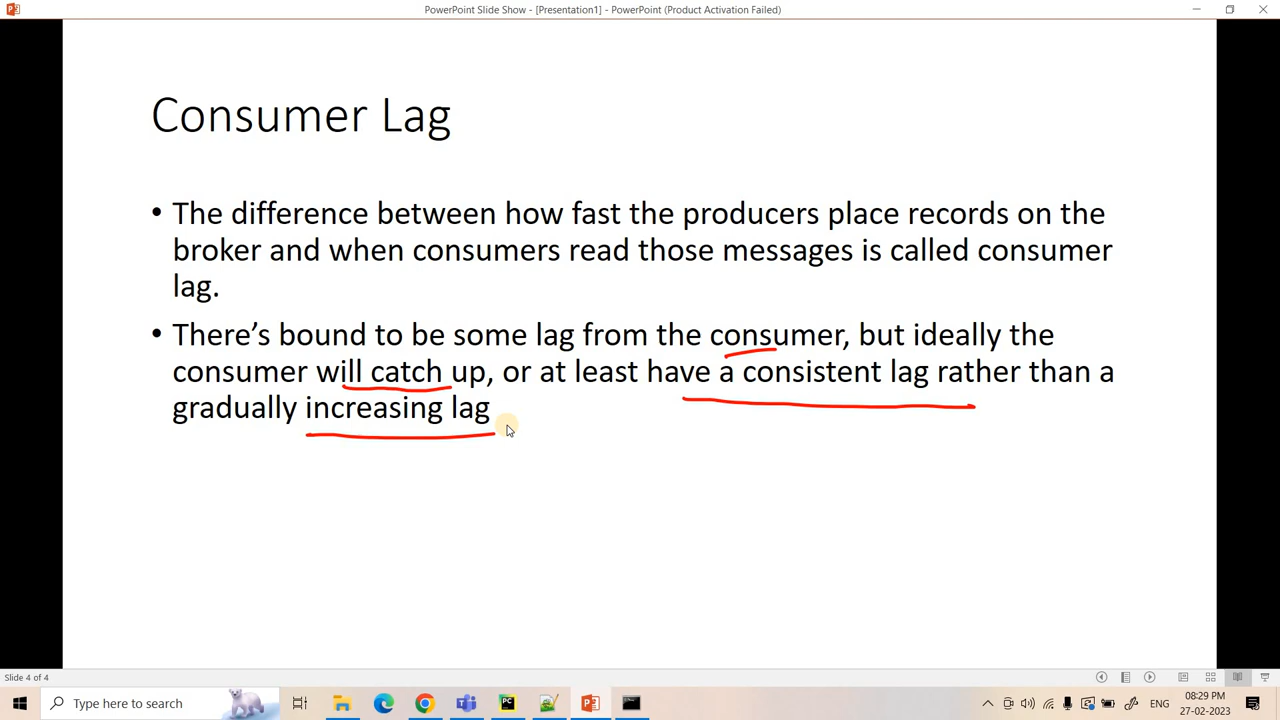 PowerPoint Slide Show - [Presentation1] - PowerPoint (Product Activation Failed)
Consumer Lag
• The difference between how fast the producers place records on the
broker and when consumers read those messages is called consumer
lag.
• There’s bound to be some lag from the consumer, but ideally the
consumer will catch up, or at least have a consistent lag rather than a
gradually increasing lag
Slide 4 of 4
Type here to search
PC
ENG
08:29 PM
27-02-2023